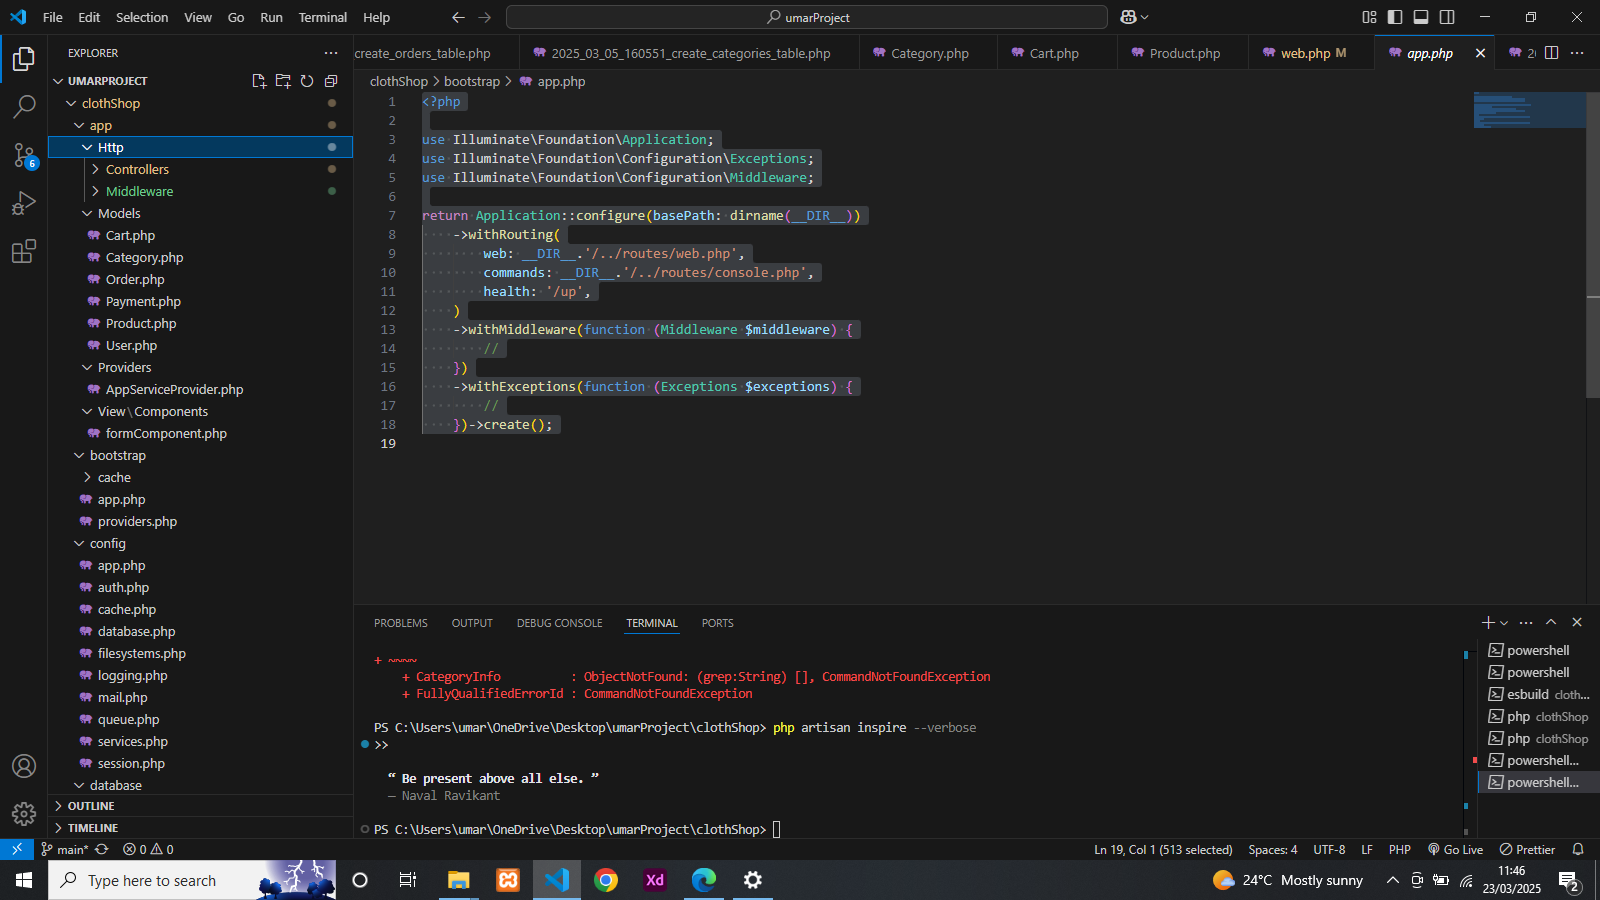 File Edit Selection View Go Run Terminal Help
umarProject
EXPLORER
UMARPROJECT
clothShop
app
Http
Controllers
Middleware
Models
Cart.php
Category.php
Order.php
Payment.php
Product.php
User.php
Providers
AppServiceProvider.php
View\Components
formComponent.php
bootstrap
cache
app.php
providers.php
config
app.php
auth.php
cache.php
database.php
filesystems.php
logging.php
mail.php
queue.php
services.php
session.php
database
OUTLINE
TIMELINE
6
create_orders_table.php 2025_03_05_160551_create_categories_table.php Category.php Cart.php Product.php web.php M app.php
clothShop > bootstrap > app.php
1 <?php
2
3 use Illuminate\Foundation\Application;
4 use Illuminate\Foundation\Configuration\Exceptions;
5 use Illuminate\Foundation\Configuration\Middleware;
6
7 return Application::configure(basePath: dirname(__DIR__))
8 ->withRouting(
9 web: __DIR__.'/../routes/web.php',
10 commands: __DIR__.'/../routes/console.php',
11 health: '/up',
12 )
13 ->withMiddleware(function (Middleware $middleware) {
14 //
15 })
16 ->withExceptions(function (Exceptions $exceptions) {
17 //
18 })->create();
19
PROBLEMS OUTPUT DEBUG CONSOLE TERMINAL PORTS
+ ~~~~
+ CategoryInfo : ObjectNotFound: (grep:String) [], CommandNotFoundException
+ FullyQualifiedErrorId : CommandNotFoundException
PS C:\Users\umar\OneDrive\Desktop\umarProject\clothShop> php artisan inspire --verbose
>>
“ Be present above all else. ”
— Naval Ravikant
PS C:\Users\umar\OneDrive\Desktop\umarProject\clothShop>
powershell
powershell
esbuild cloth...
php clothShop
php clothShop
powershell...
powershell...
main* 0 0 Ln 19, Col 1 (513 selected) Spaces: 4 UTF-8 LF PHP Go Live Prettier
Type here to search
Xd
24°C Mostly sunny
11:46
23/03/2025
2